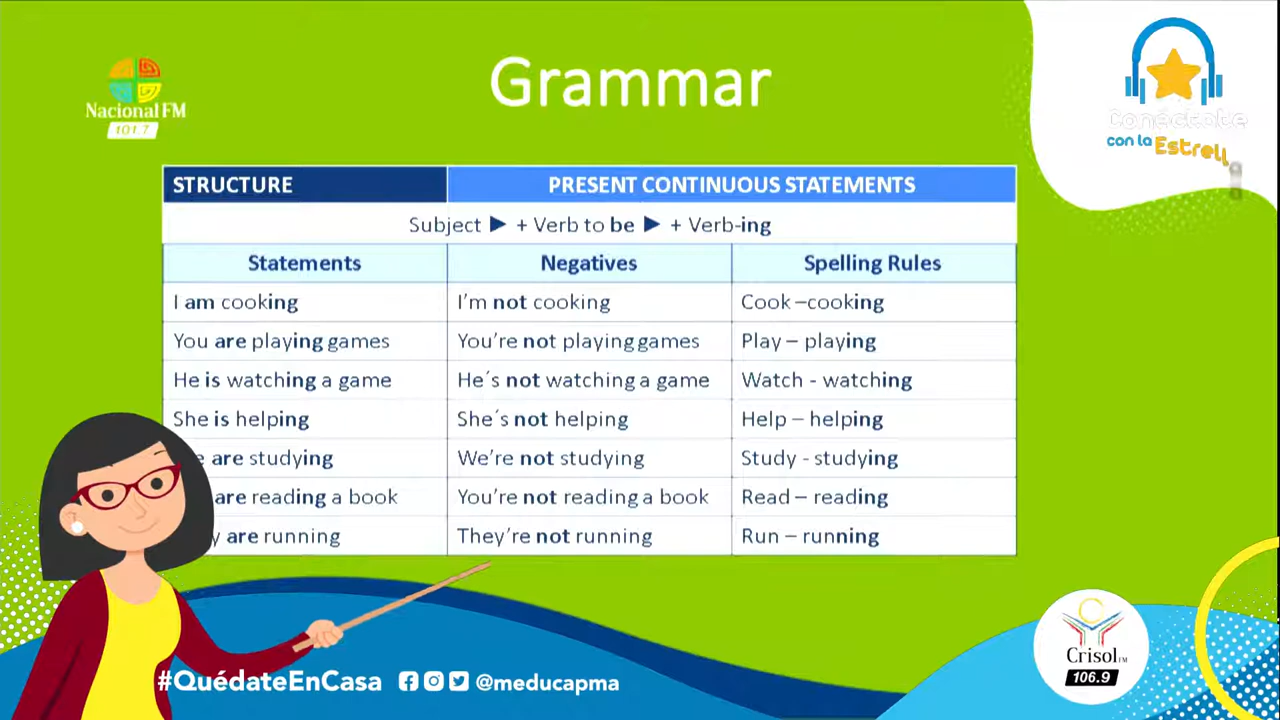 Grammar
Nacional FM
101.7
Conéctate
con la Estrella
STRUCTURE PRESENT CONTINUOUS STATEMENTS
Subject ► + Verb to be ► + Verb-ing
Statements Negatives Spelling Rules
I am cooking I'm not cooking Cook –cooking
You are playing games You're not playing games Play – playing
He is watching a game He´s not watching a game Watch - watching
She is helping She´s not helping Help – helping
e are studying We're not studying Study - studying
are reading a book You're not reading a book Read – reading
y are running They're not running Run – running
Crisol FM
106.9
#QuédateEnCasa @meducapma